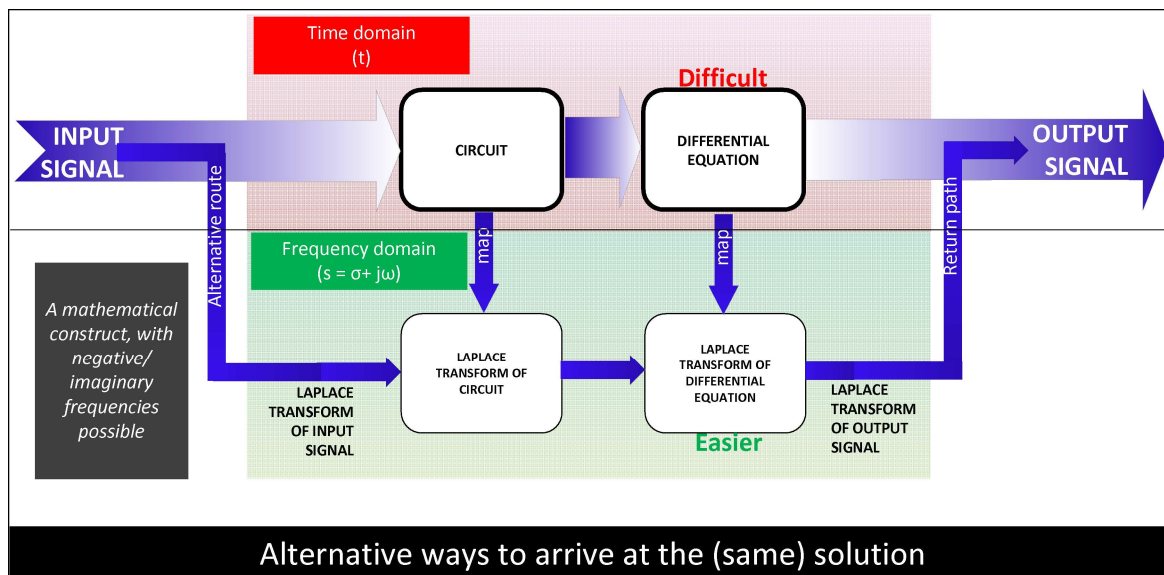 Time domain
(t)
Difficult
INPUT
SIGNAL
CIRCUIT
DIFFERENTIAL
EQUATION
OUTPUT
SIGNAL
Alternative route
map
map
Return path
Frequency domain
(s = σ+ jω)
A mathematical
construct, with
negative/
imaginary
frequencies
possible
LAPLACE
TRANSFORM
OF INPUT
SIGNAL
LAPLACE
TRANSFORM OF
CIRCUIT
LAPLACE
TRANSFORM OF
DIFFERENTIAL
EQUATION
Easier
LAPLACE
TRANSFORM
OF OUTPUT
SIGNAL
Alternative ways to arrive at the (same) solution